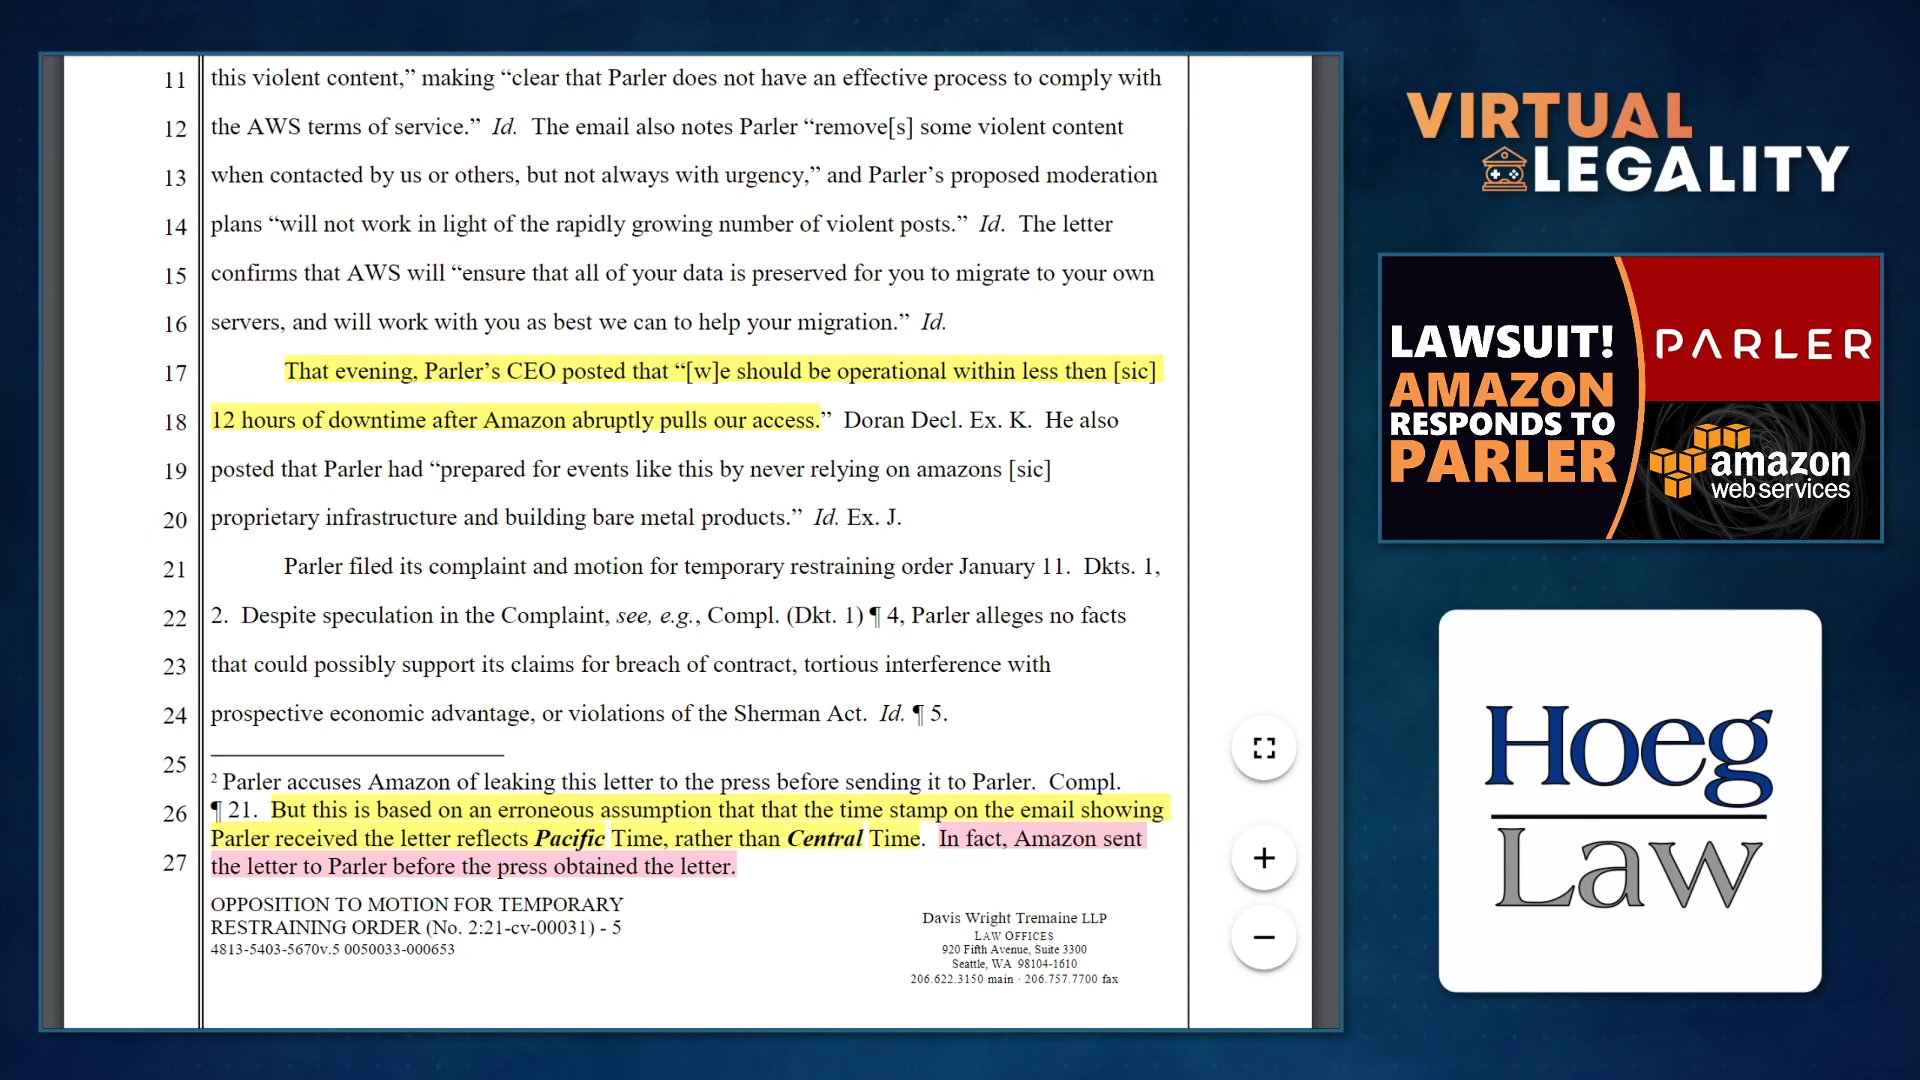 11 this violent content,” making “clear that Parler does not have an effective process to comply with
12 the AWS terms of service.” Id. The email also notes Parler “remove[s] some violent content
13 when contacted by us or others, but not always with urgency,” and Parler’s proposed moderation
14 plans “will not work in light of the rapidly growing number of violent posts.” Id. The letter
15 confirms that AWS will “ensure that all of your data is preserved for you to migrate to your own
16 servers, and will work with you as best we can to help your migration.” Id.
17 That evening, Parler’s CEO posted that “[w]e should be operational within less then [sic]
18 12 hours of downtime after Amazon abruptly pulls our access.” Doran Decl. Ex. K. He also
19 posted that Parler had “prepared for events like this by never relying on amazons [sic]
20 proprietary infrastructure and building bare metal products.” Id. Ex. J.
21 Parler filed its complaint and motion for temporary restraining order January 11. Dkts. 1,
22 2. Despite speculation in the Complaint, see, e.g., Compl. (Dkt. 1) ¶ 4, Parler alleges no facts
23 that could possibly support its claims for breach of contract, tortious interference with
24 prospective economic advantage, or violations of the Sherman Act. Id. ¶ 5.
25
2 Parler accuses Amazon of leaking this letter to the press before sending it to Parler. Compl.
26 ¶ 21. But this is based on an erroneous assumption that that the time stamp on the email showing
Parler received the letter reflects Pacific Time, rather than Central Time. In fact, Amazon sent
27 the letter to Parler before the press obtained the letter.
OPPOSITION TO MOTION FOR TEMPORARY
RESTRAINING ORDER (No. 2:21-cv-00031) - 5
4813-5403-5670v.5 0050033-000653
Davis Wright Tremaine LLP
LAW OFFICES
920 Fifth Avenue, Suite 3300
Seattle, WA 98104-1610
206.622.3150 main · 206.757.7700 fax
VIRTUAL
LEGALITY
LAWSUIT!
AMAZON
RESPONDS TO
PARLER
PARLER
amazon
web services
Hoeg
Law